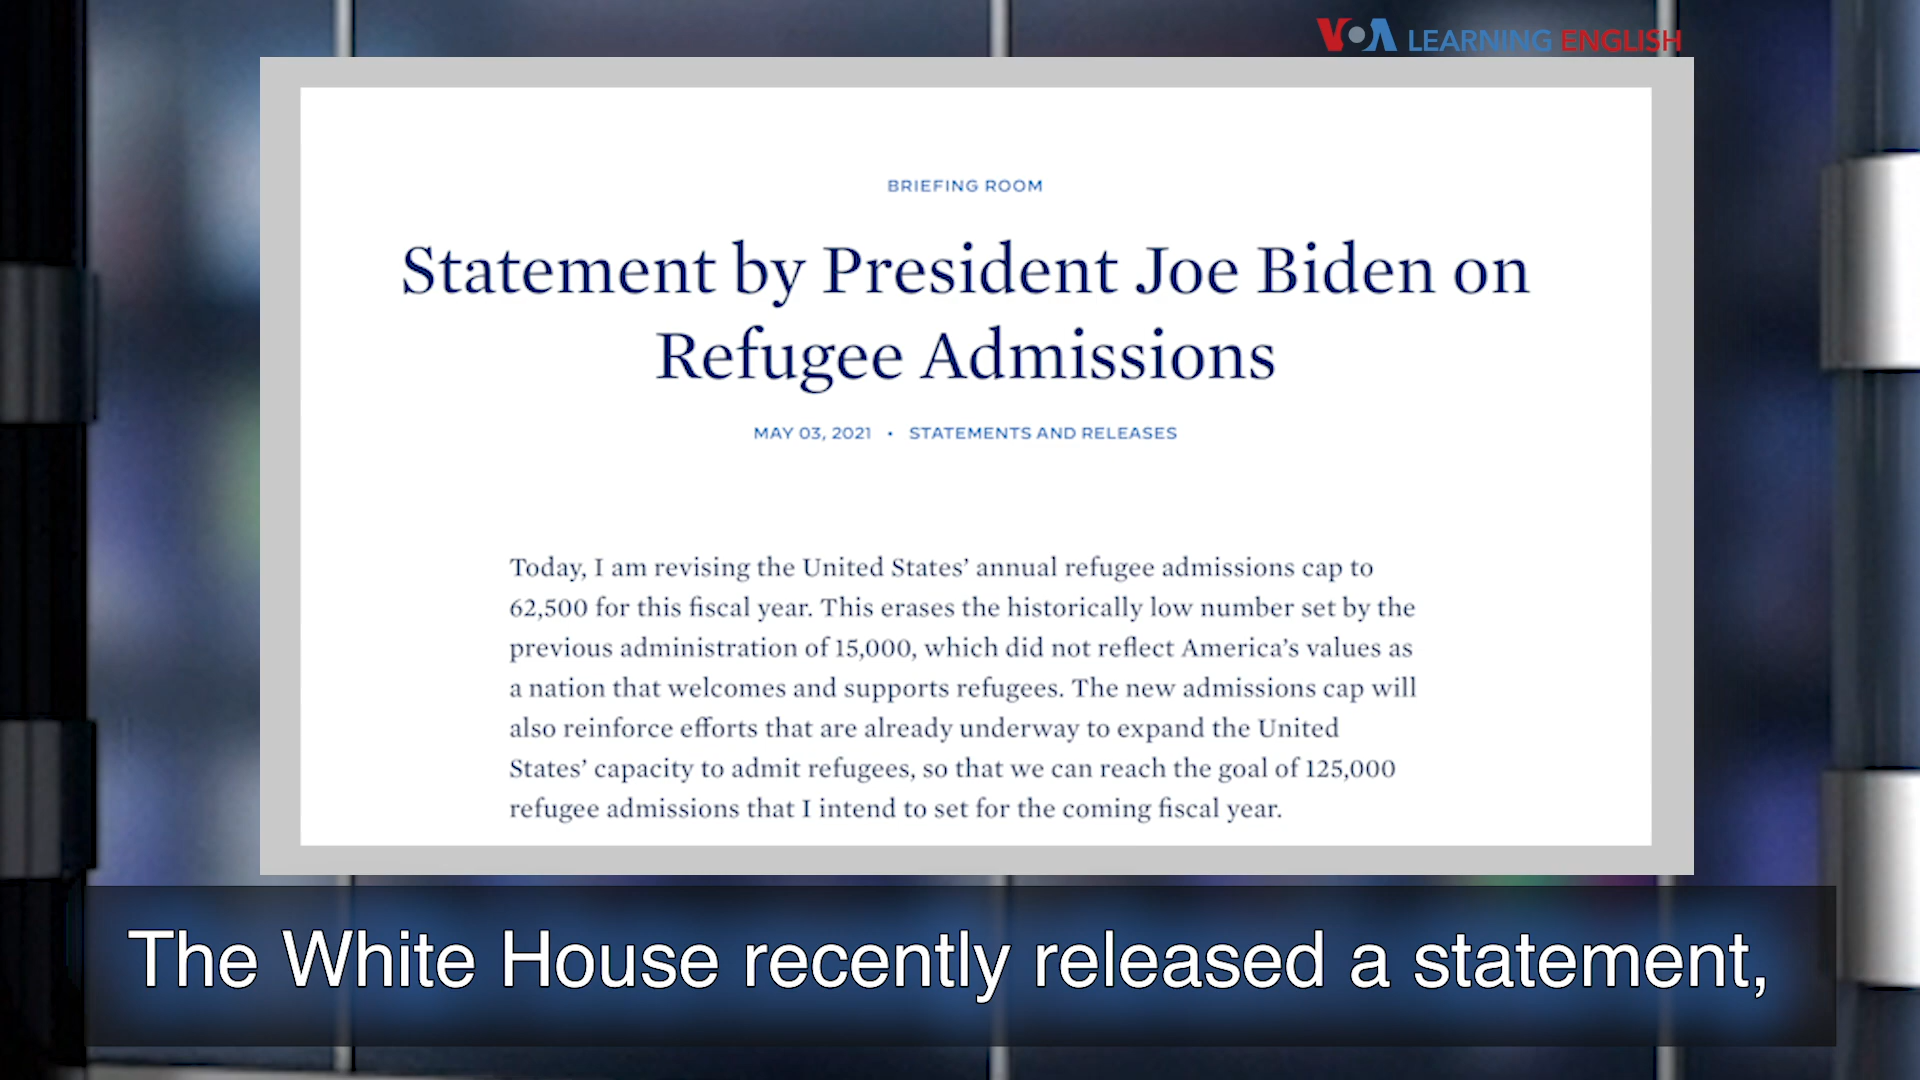 VOA LEARNING ENGLISH
BRIEFING ROOM
Statement by President Joe Biden on
Refugee Admissions
MAY 03, 2021 • STATEMENTS AND RELEASES
Today, I am revising the United States’ annual refugee admissions cap to
62,500 for this fiscal year. This erases the historically low number set by the
previous administration of 15,000, which did not reflect America’s values as
a nation that welcomes and supports refugees. The new admissions cap will
also reinforce efforts that are already underway to expand the United
States’ capacity to admit refugees, so that we can reach the goal of 125,000
refugee admissions that I intend to set for the coming fiscal year.
The White House recently released a statement,